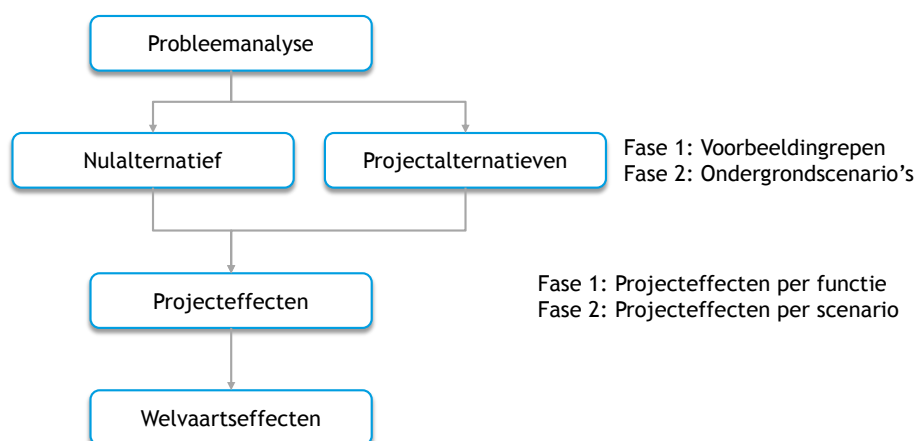 Probleemanalyse
Nulalternatief
Projectalternatieven
Fase 1: Voorbeeldingrepen
Fase 2: Ondergrondscenario's
Projecteffecten
Fase 1: Projecteffecten per functie
Fase 2: Projecteffecten per scenario
Welvaartseffecten